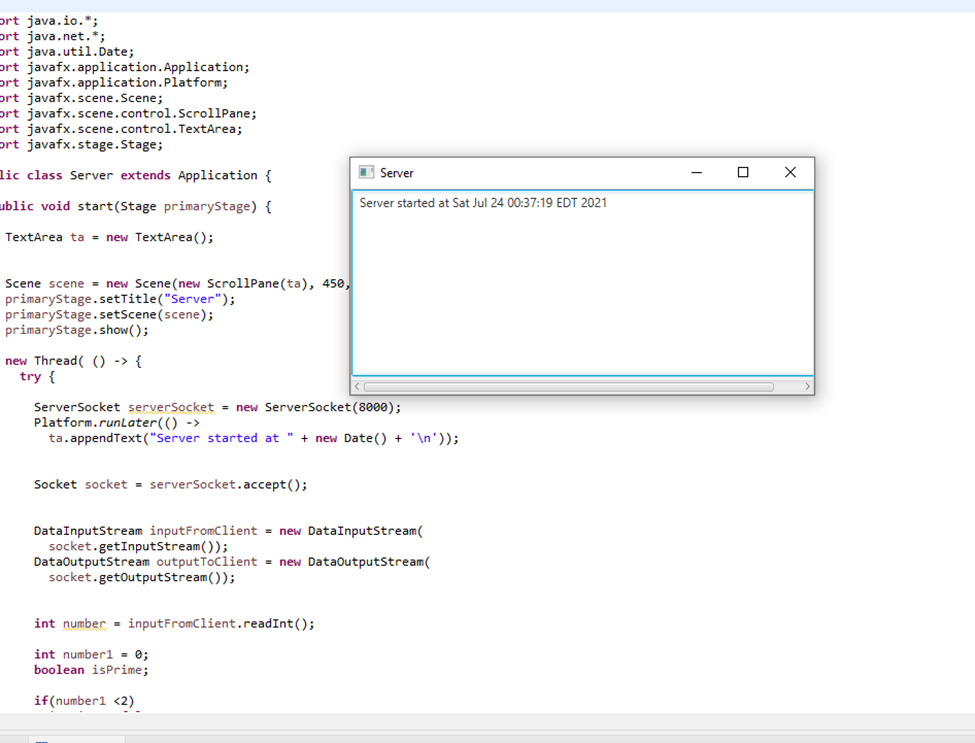 ort java.io.*;
ort java.net.*;
ort java.util.Date;
ort javafx.application.Application;
ort javafx.application.Platform;
ort javafx.scene.Scene;
ort javafx.scene.control.ScrollPane;
ort javafx.scene.control.TextArea;
ort javafx.stage.Stage;
lic class Server extends Application {
ublic void start(Stage primaryStage) {
TextArea ta = new TextArea();
Scene scene = new Scene(new ScrollPane(ta), 450,
primaryStage.setTitle("Server");
primaryStage.setScene(scene);
primaryStage.show();
new Thread( () -> {
try {
ServerSocket serverSocket = new ServerSocket(8000);
Platform.runLater(() ->
ta.appendText("Server started at " + new Date() + '\n'));
Socket socket = serverSocket.accept();
DataInputStream inputFromClient = new DataInputStream(
socket.getInputStream());
DataOutputStream outputToClient = new DataOutputStream(
socket.getOutputStream());
int number = inputFromClient.readInt();
int number1 = 0;
boolean isPrime;
if(number1 <2)
Server
Server started at Sat Jul 24 00:37:19 EDT 2021